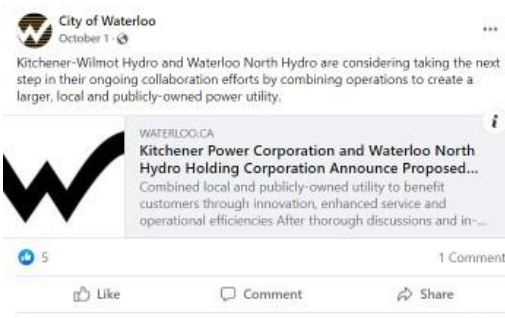 City of Waterloo
October 1 ·
Kitchener-Wilmot Hydro and Waterloo North Hydro are considering taking the next
step in their ongoing collaboration efforts by combining operations to create a
larger, local and publicly-owned power utility.
WATERLOO.CA
Kitchener Power Corporation and Waterloo North
Hydro Holding Corporation Announce Proposed...
Combined local and publicly-owned utility to benefit
customers through innovation, enhanced service and
operational efficiencies After thorough discussions and in-...
5
1 Comment
Like
Comment
Share